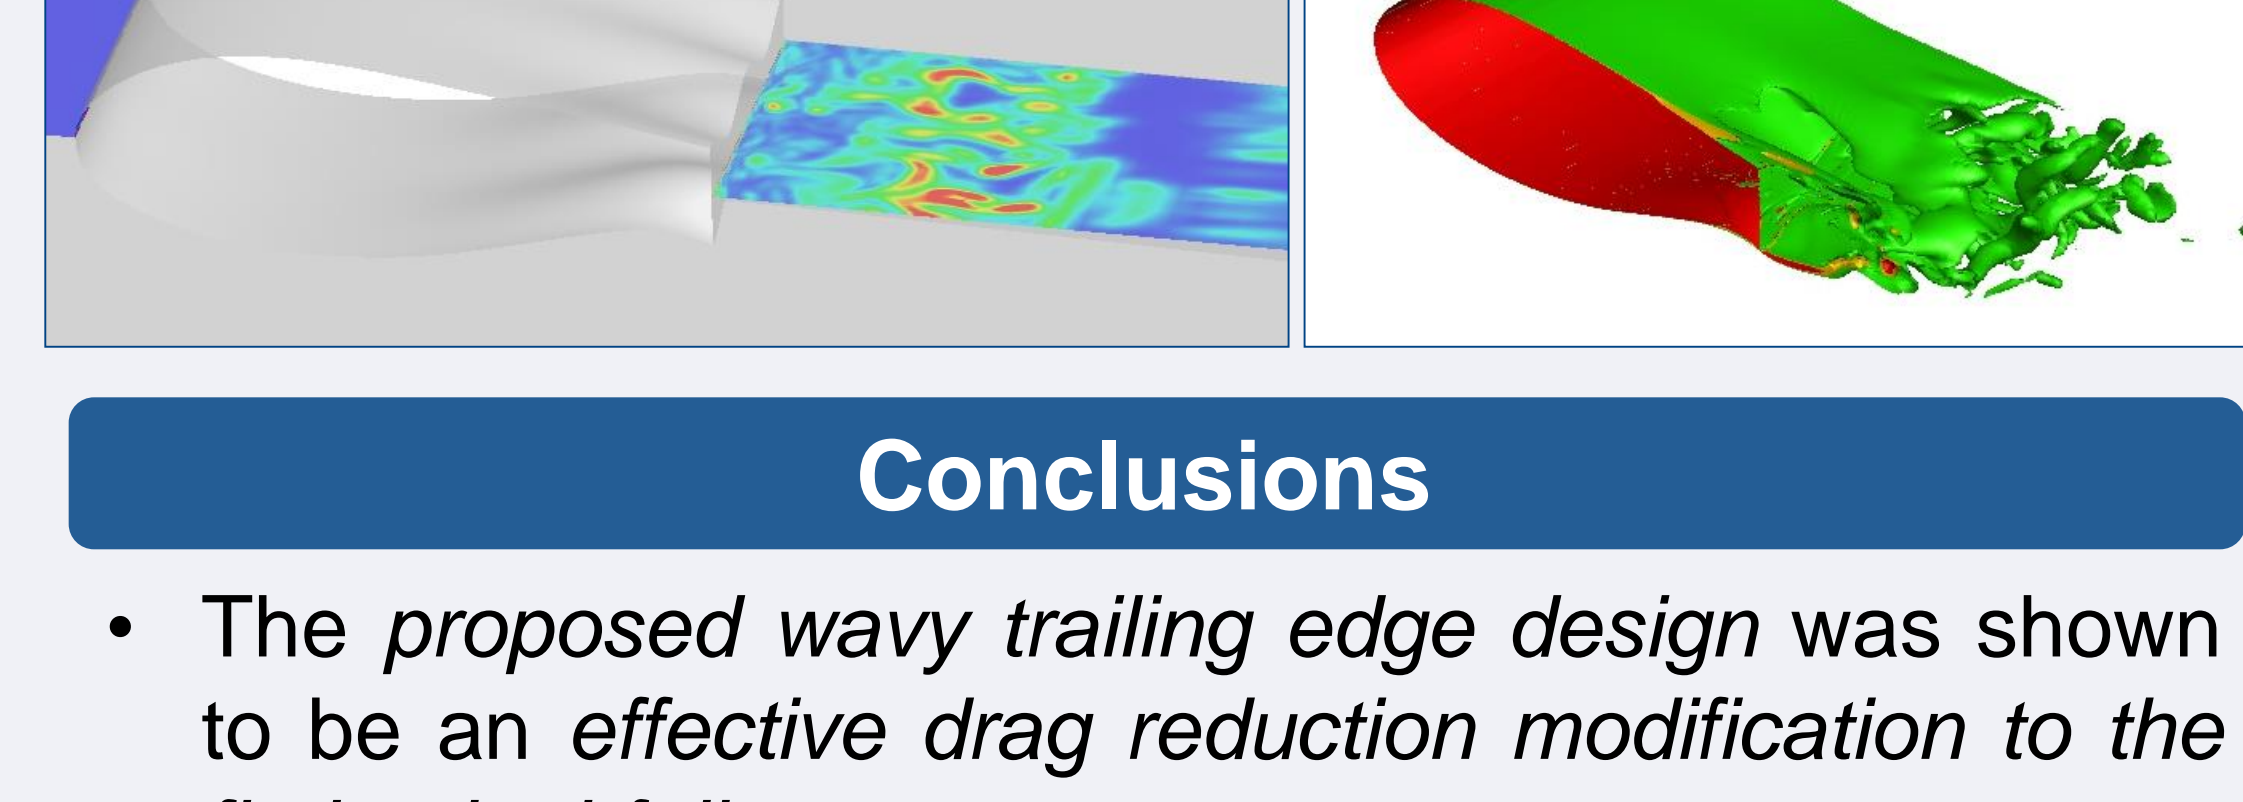 Conclusions
• The proposed wavy trailing edge design was shown
to be an effective drag reduction modification to the